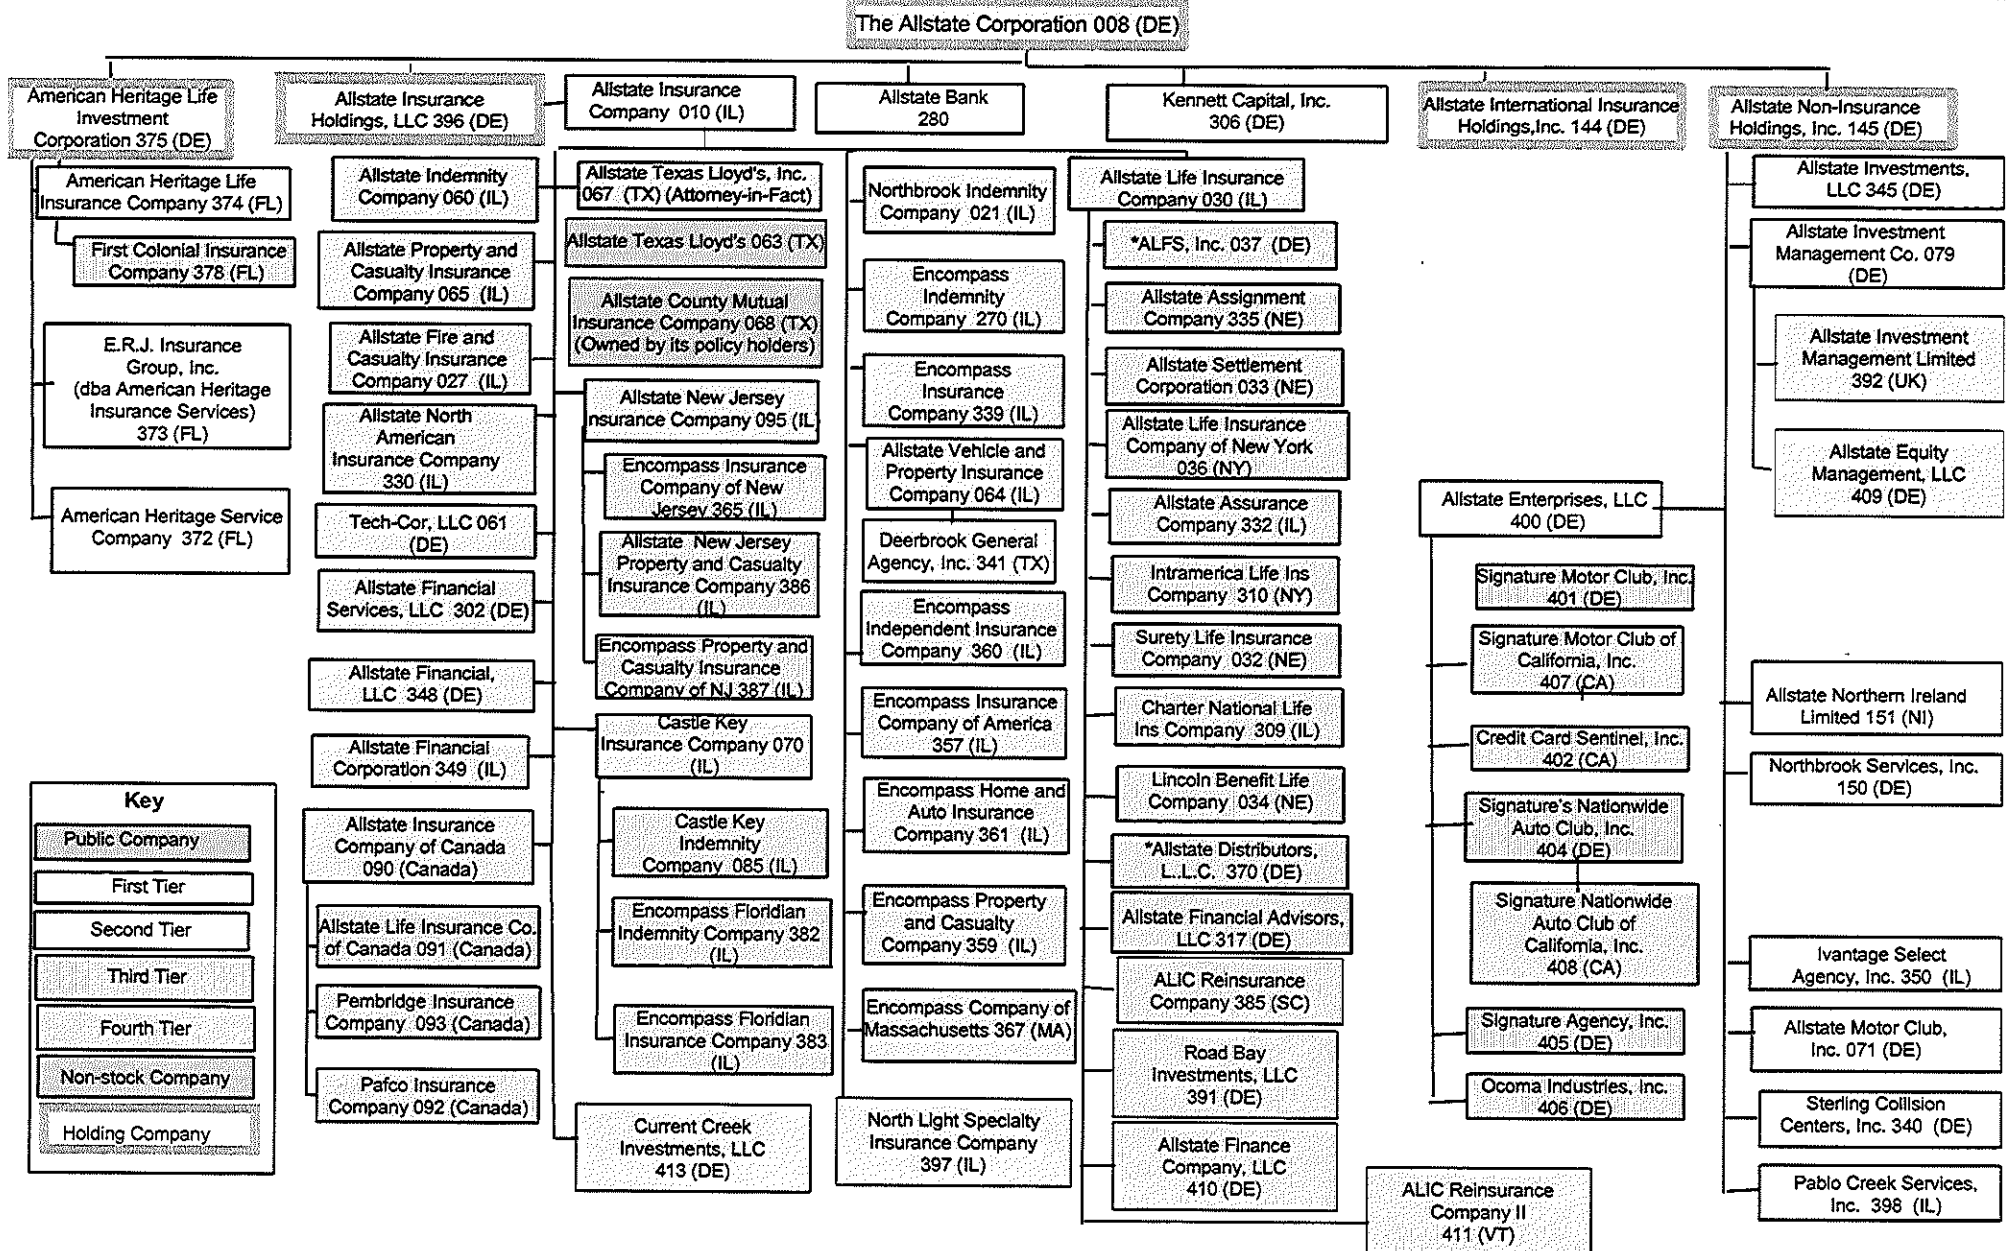 The Allstate Corporation 008 (DE)
American Heritage Life
Investment
Corporation 375 (DE)
Allstate Insurance
Holdings, LLC 396 (DE)
Allstate Insurance
Company 010 (IL)
Allstate Bank
280
Kennett Capital, Inc.
306 (DE)
Allstate International Insurance
Holdings,Inc. 144 (DE)
Allstate Non-Insurance
Holdings, Inc. 145 (DE)
American Heritage Life
Insurance Company 374 (FL)
First Colonial Insurance
Company 378 (FL)
E.R.J. Insurance
Group, Inc.
(dba American Heritage
Insurance Services)
373 (FL)
American Heritage Service
Company 372 (FL)
Key
Public Company
First Tier
Second Tier
Third Tier
Fourth Tier
Non-stock Company
Holding Company
Allstate Indemnity
Company 060 (IL)
Allstate Property and
Casualty Insurance
Company 065 (IL)
Allstate Fire and
Casualty Insurance
Company 027 (IL)
Allstate North
American
Insurance Company
330 (IL)
Tech-Cor, LLC 061
(DE)
Allstate Financial
Services, LLC 302 (DE)
Allstate Financial,
LLC 348 (DE)
Allstate Financial
Corporation 349 (IL)
Allstate Insurance
Company of Canada
090 (Canada)
Allstate Life Insurance Co.
of Canada 091 (Canada)
Pembridge Insurance
Company 093 (Canada)
Pafco Insurance
Company 092 (Canada)
Allstate Texas Lloyd's, Inc.
067 (TX) (Attorney-in-Fact)
Allstate Texas Lloyd's 063 (TX)
Allstate County Mutual
Insurance Company 068 (TX)
(Owned by its policy holders)
Allstate New Jersey
nsurance Company 095 (IL
Encompass Insurance
Company of New
Jersey 365 (IL)
Allstate New Jersey
Property and Casualty
Insurance Company 386
(IL)
Encompass Property and
Casualty Insurance
Company of NJ 387 (IL)
Castle Key
Insurance Company 070
(IL)
Castle Key
Indemnity
Company 085 (IL)
Encompass Floridian
Indemnity Company 382
(IL)
Encompass Floridian
Insurance Company 383
(IL)
Current Creek
Investments, LLC
413 (DE)
Northbrook Indemnity
Company 021 (IL)
Encompass
Indemnity
Company 270 (IL)
Encompass
Insurance
Company 339 (IL)
Allstate Vehicle and
Property Insurance
Company 064 (IL)
Deerbrook General
Agency, Inc. 341 (TX)
Encompass
Independent Insurance
Company 360 (IL)
Encompass Insurance
Company of America
357 (IL)
Encompass Home and
Auto Insurance
Company 361 (IL)
Encompass Property
and Casualty
Company 359 (IL)
Encompass Company of
Massachusetts 367 (MA)
North Light Specialty
Insurance Company
397 (IL)
Allstate Life Insurance
Company 030 (IL)
*ALFS, Inc. 037 (DE)
Allstate Assignment
Company 335 (NE)
Allstate Settlement
Corporation 033 (NE)
Allstate Life Insurance
Company of New York
036 (NY)
Allstate Assurance
Company 332 (IL)
Intramerica Life Ins
Company 310 (NY)
Surety Life Insurance
Company 032 (NE)
Charter National Life
Ins Company 309 (IL)
Lincoln Benefit Life
Company 034 (NE)
*Allstate Distributors,
L.L.C. 370 (DE)
Allstate Financial Advisors,
LLC 317 (DE)
ALIC Reinsurance
Company 385 (SC)
Road Bay
Investments, LLC
391 (DE)
Allstate Finance
Company, LLC
410 (DE)
ALIC Reinsurance
Company II
411 (VT)
Allstate Enterprises, LLC
400 (DE)
Signature Motor Club, Inc.
401 (DE)
Signature Motor Club of
California, Inc.
407 (CA)
Credit Card Sentinel, Inc.
402 (CA)
Signature's Nationwide
Auto Club, Inc.
404 (DE)
Signature Nationwide
Auto Club of
California, Inc.
408 (CA)
Signature Agency, Inc.
405 (DE)
Ocoma Industries, Inc.
406 (DE)
Allstate Investments,
LLC 345 (DE)
Allstate Investment
Management Co. 079
(DE)
Allstate Investment
Management Limited
392 (UK)
Allstate Equity
Management, LLC
409 (DE)
Allstate Northern Ireland
Limited 151 (NI)
Northbrook Services, Inc.
150 (DE)
Ivantage Select
Agency, Inc. 350 (IL)
Allstate Motor Club,
Inc. 071 (DE)
Sterling Collision
Centers, Inc. 340 (DE)
Pablo Creek Services,
Inc. 398 (IL)